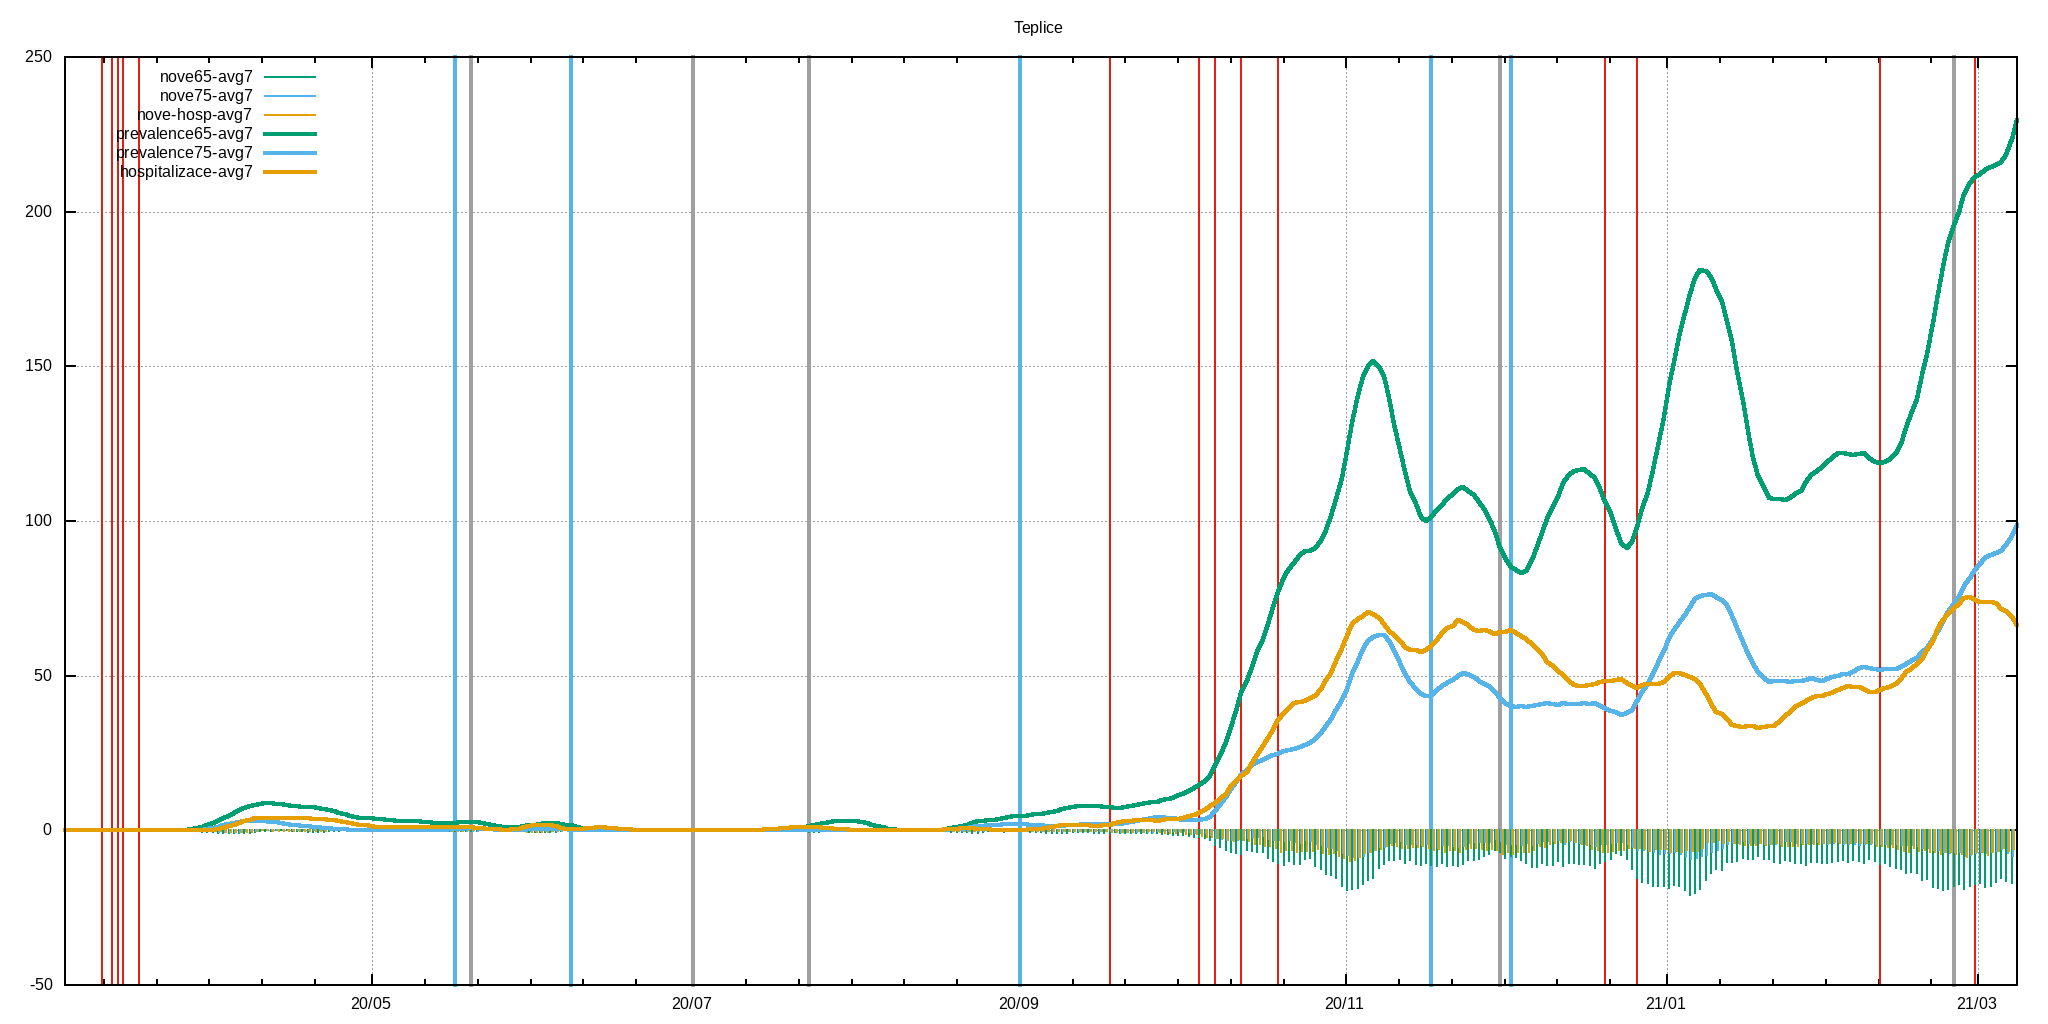 Teplice
250
200
150
100
50
0
-50
nove65-avg7
nove75-avg7
nove-hosp-avg7
prevalence65-avg7
prevalence75-avg7
hospitalizace-avg7
20/05 20/07 20/09 20/11 21/01 21/03